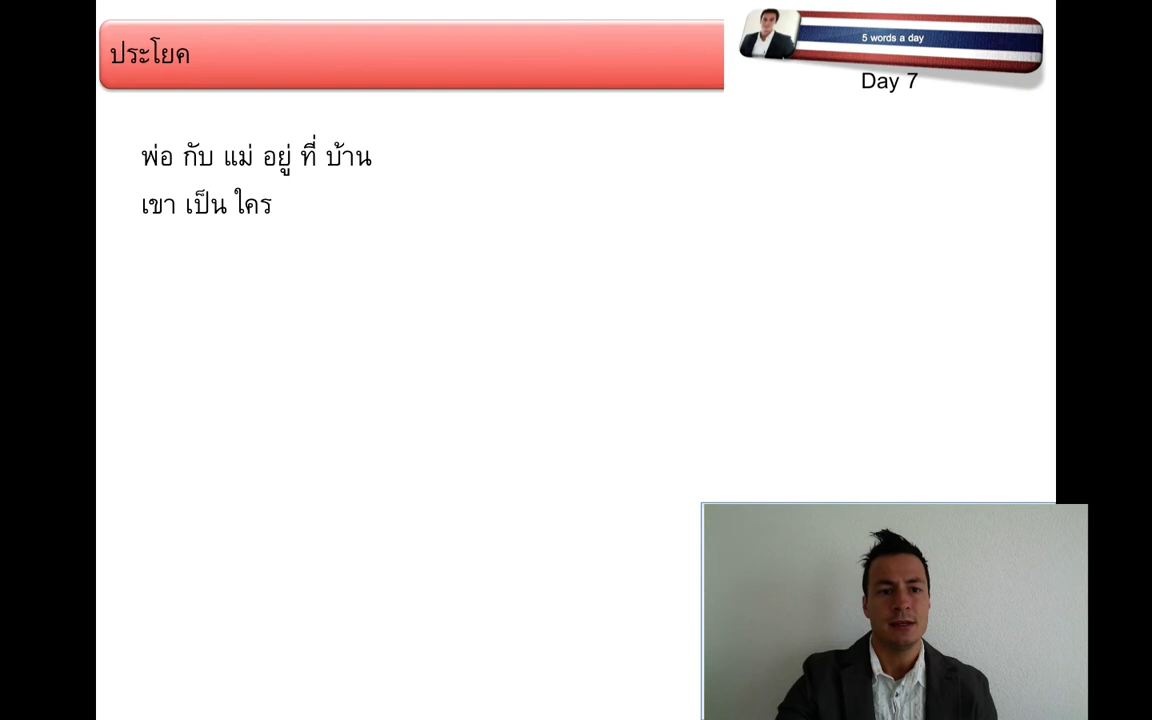 ประโยค
5 words a day
Day 7
พ่อ กับ แม่ อยู่ ที่ บ้าน
เขา เป็น ใคร